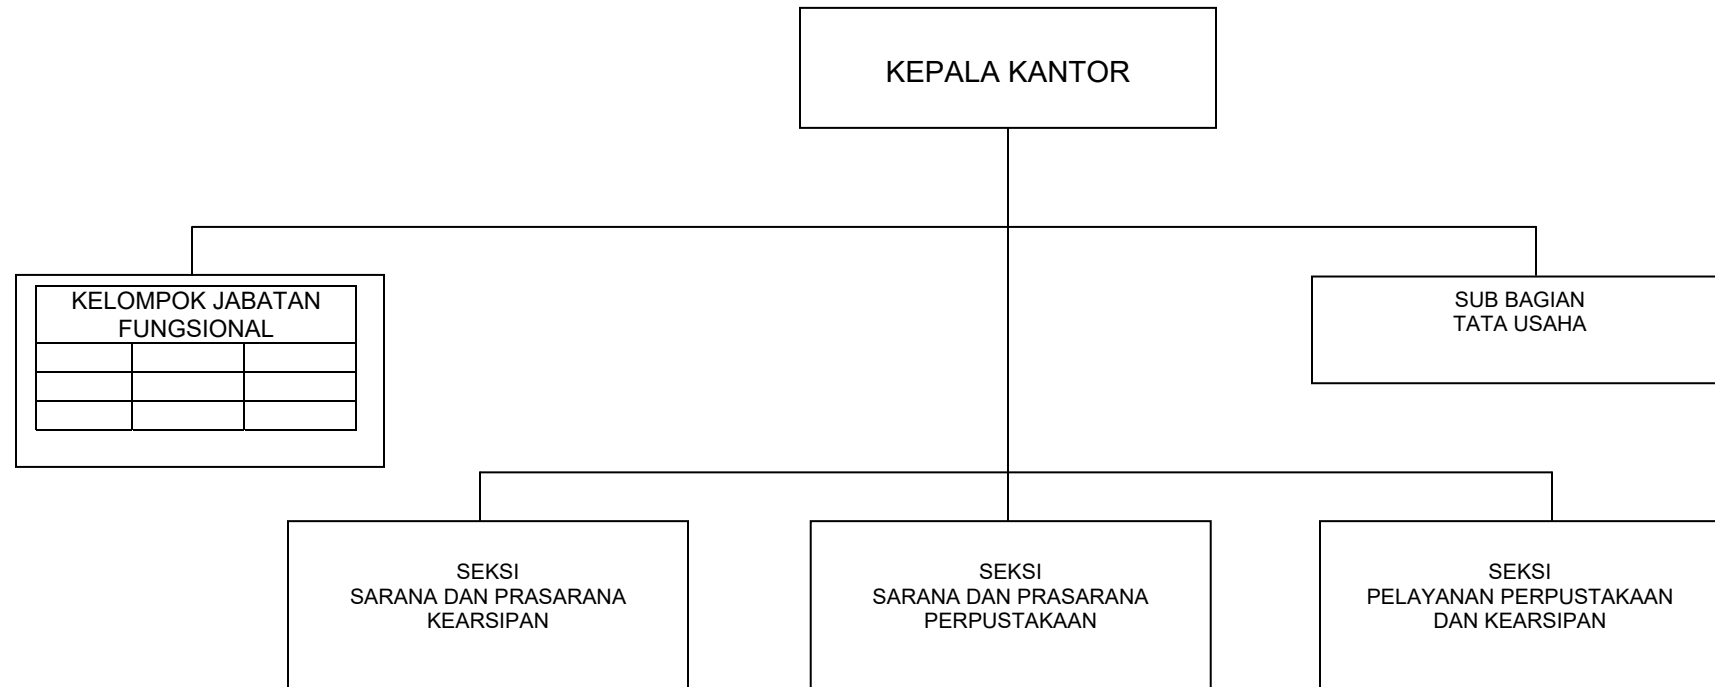 KEPALA KANTOR
KELOMPOK JABATAN
FUNGSIONAL
SUB BAGIAN
TATA USAHA
SEKSI
SARANA DAN PRASARANA
KEARSIPAN
SEKSI
SARANA DAN PRASARANA
PERPUSTAKAAN
SEKSI
PELAYANAN PERPUSTAKAAN
DAN KEARSIPAN